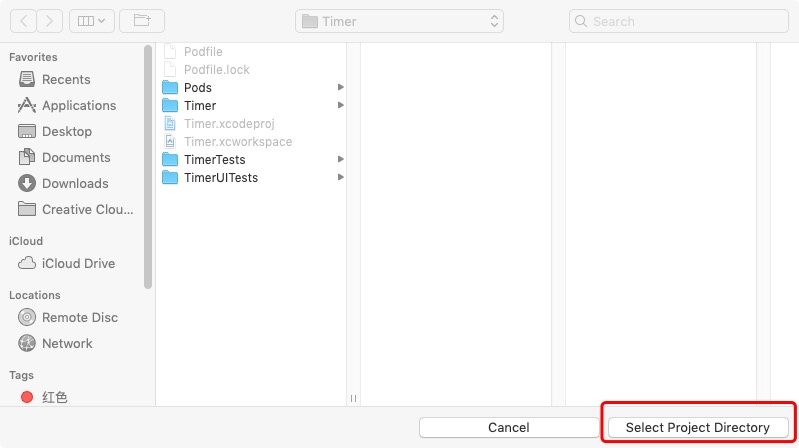 Timer
Search
Favorites
Recents
Applications
Desktop
Documents
Downloads
Creative Clou...
iCloud
iCloud Drive
Locations
Remote Disc
Network
Tags
红色
Podfile
Podfile.lock
Pods
Timer
Timer.xcodeproj
Timer.xcworkspace
TimerTests
TimerUITests
Cancel
Select Project Directory